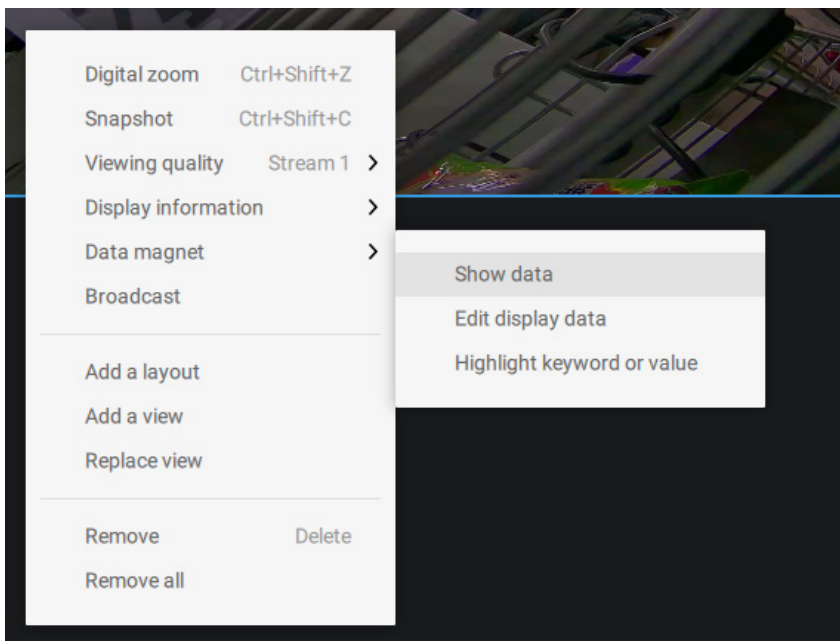 Digital zoom Ctrl+Shift+Z
Snapshot Ctrl+Shift+C
Viewing quality Stream 1
Display information
Data magnet
Broadcast
Add a layout
Add a view
Replace view
Remove Delete
Remove all
Show data
Edit display data
Highlight keyword or value